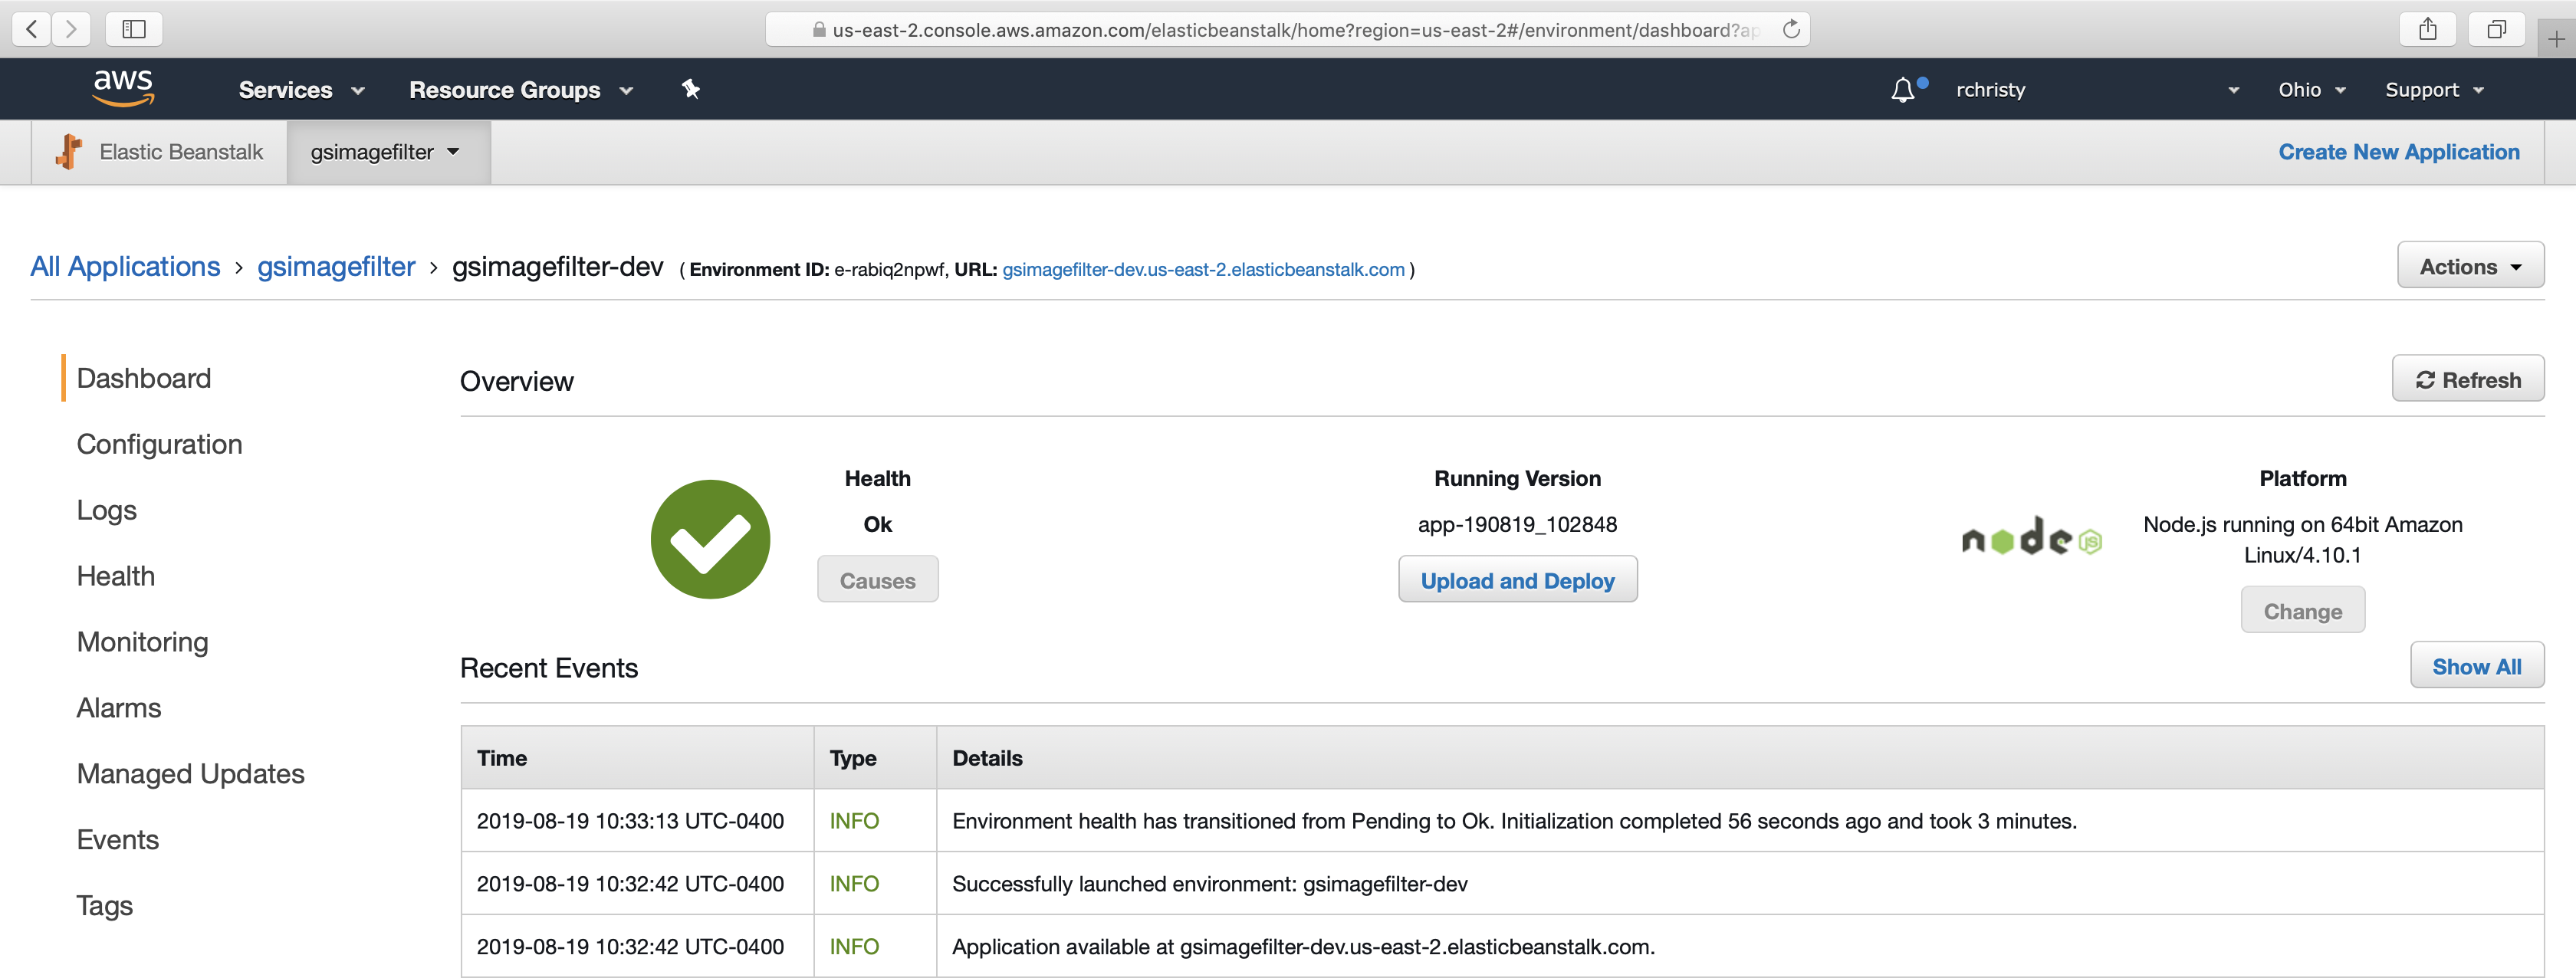 us-east-2.console.aws.amazon.com/elasticbeanstalk/home?region=us-east-2#/environment/dashboard?ap
aws Services Resource Groups rchristy Ohio Support
Elastic Beanstalk gsimagefilter Create New Application
All Applications › gsimagefilter › gsimagefilter-dev ( Environment ID: e-rabiq2npwf, URL: gsimagefilter-dev.us-east-2.elasticbeanstalk.com ) Actions
Dashboard
Configuration
Logs
Health
Monitoring
Alarms
Managed Updates
Events
Tags
Overview Refresh
Health
Ok
Causes
Running Version
app-190819_102848
Upload and Deploy
node JS
Platform
Node.js running on 64bit Amazon
Linux/4.10.1
Change
Recent Events Show All
Time Type Details
2019-08-19 10:33:13 UTC-0400 INFO Environment health has transitioned from Pending to Ok. Initialization completed 56 seconds ago and took 3 minutes.
2019-08-19 10:32:42 UTC-0400 INFO Successfully launched environment: gsimagefilter-dev
2019-08-19 10:32:42 UTC-0400 INFO Application available at gsimagefilter-dev.us-east-2.elasticbeanstalk.com.